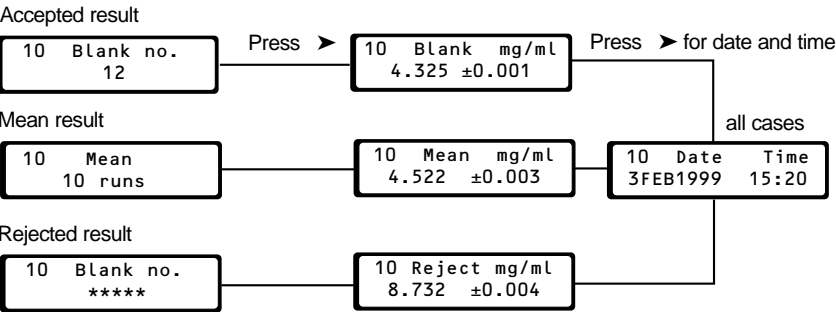 Accepted result
10 Blank no.
12
Press ➤
10 Blank mg/ml
4.325 ±0.001
Press ➤ for date and time
Mean result
10 Mean
10 runs
10 Mean mg/ml
4.522 ±0.003
all cases
10 Date Time
3FEB1999 15:20
Rejected result
10 Blank no.
*****
10 Reject mg/ml
8.732 ±0.004